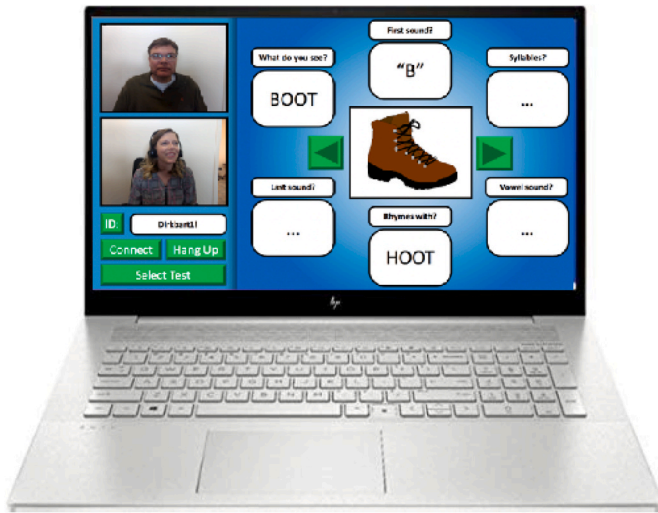 First sound?
"B"
What do you see?
BOOT
Syllables?
...
Last sound?
...
Rhymes with?
HOOT
Vowel sound?
...
ID:
Dirkbart1!
Connect
Hang Up
Select Test
hp